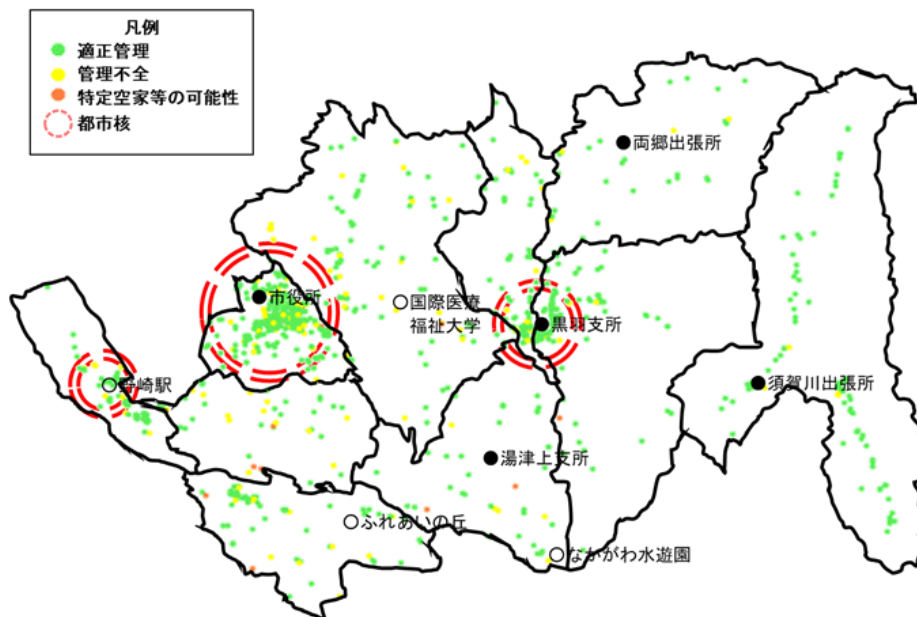 凡例
適正管理
管理不全
特定空家等の可能性
都市核
両郷出張所
市役所
国際医療
福祉大学
黒羽支所
野崎駅
須賀川出張所
湯津上支所
ふれあいの丘
なかがわ水遊園